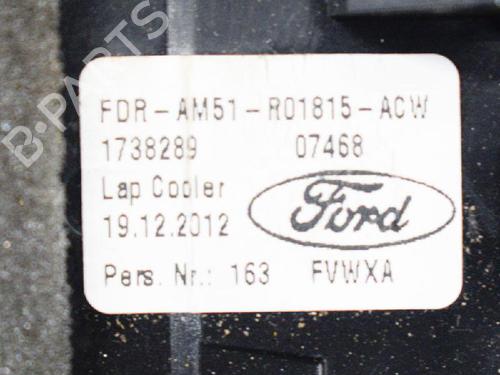 B-PARTS
FDR-AM51-R01815-ACW
1738289 07468
Lap Cooler
Ford
19.12.2012
Pers. Nr.: 163 FVWXA